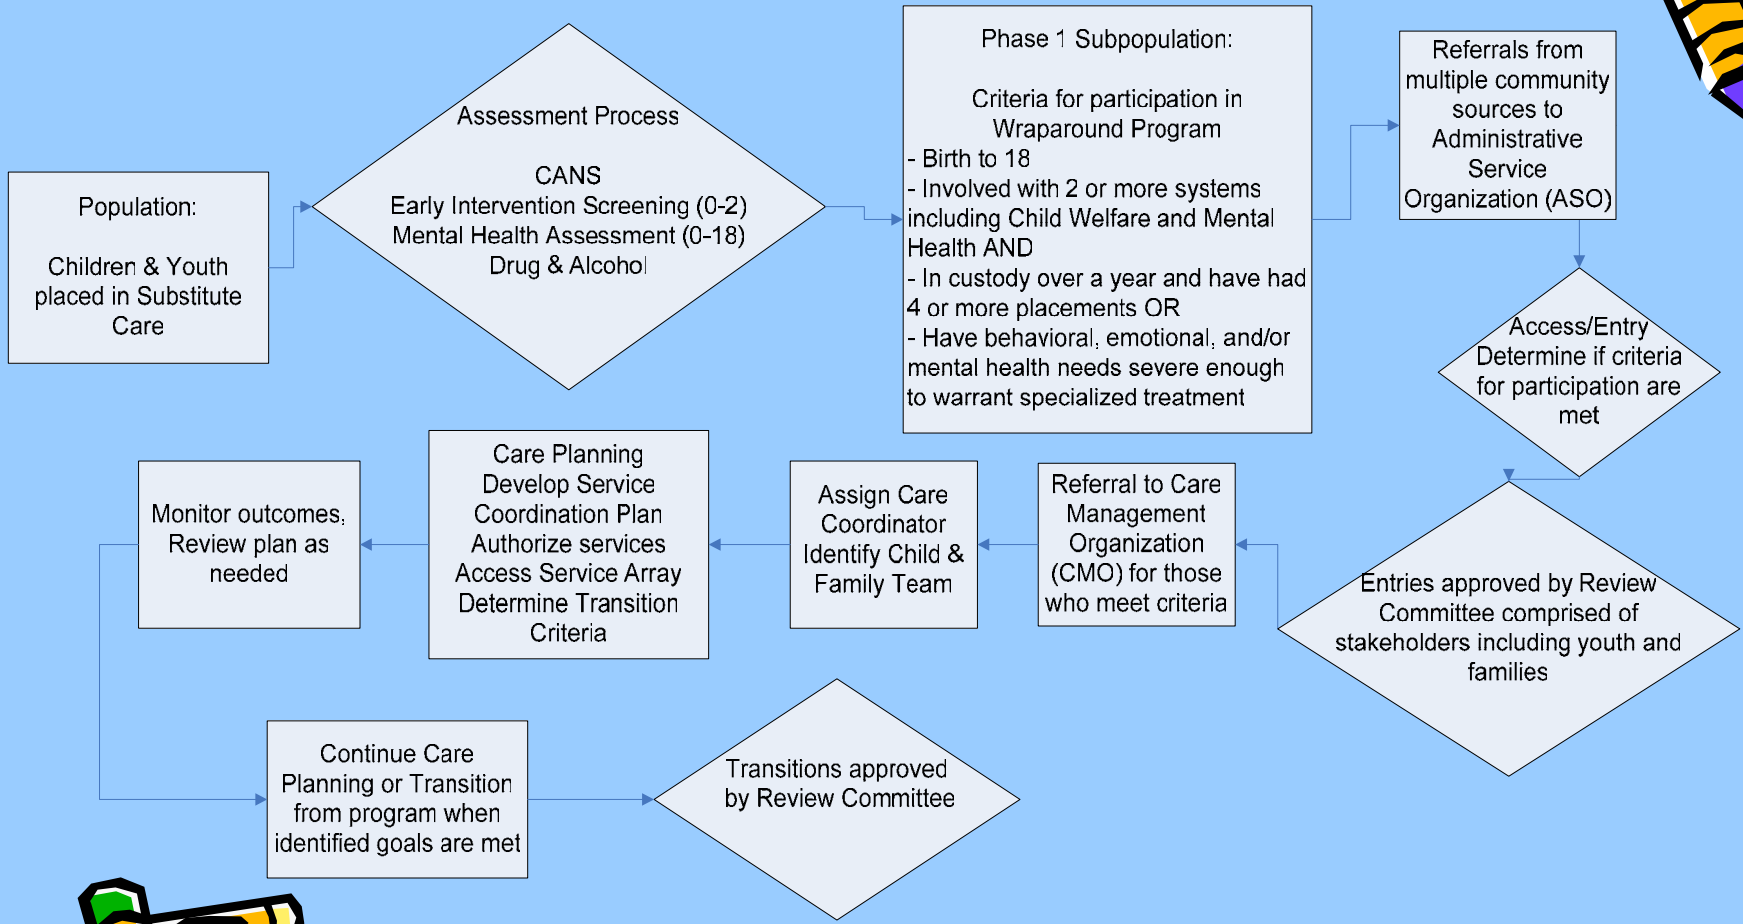 Population:
Children & Youth
placed in Substitute
Care
Assessment Process
CANS
Early Intervention Screening (0-2)
Mental Health Assessment (0-18)
Drug & Alcohol
Phase 1 Subpopulation:
Criteria for participation in
Wraparound Program
- Birth to 18
- Involved with 2 or more systems
including Child Welfare and Mental
Health AND
- In custody over a year and have had
4 or more placements OR
- Have behavioral, emotional, and/or
mental health needs severe enough
to warrant specialized treatment
Referrals from
multiple community
sources to
Administrative
Service
Organization (ASO)
Access/Entry
Determine if criteria
for participation are
met
Entries approved by Review
Committee comprised of
stakeholders including youth and
families
Referral to Care
Management
Organization
(CMO) for those
who meet criteria
Assign Care
Coordinator
Identify Child &
Family Team
Care Planning
Develop Service
Coordination Plan
Authorize services
Access Service Array
Determine Transition
Criteria
Monitor outcomes,
Review plan as
needed
Continue Care
Planning or Transition
from program when
identified goals are met
Transitions approved
by Review Committee